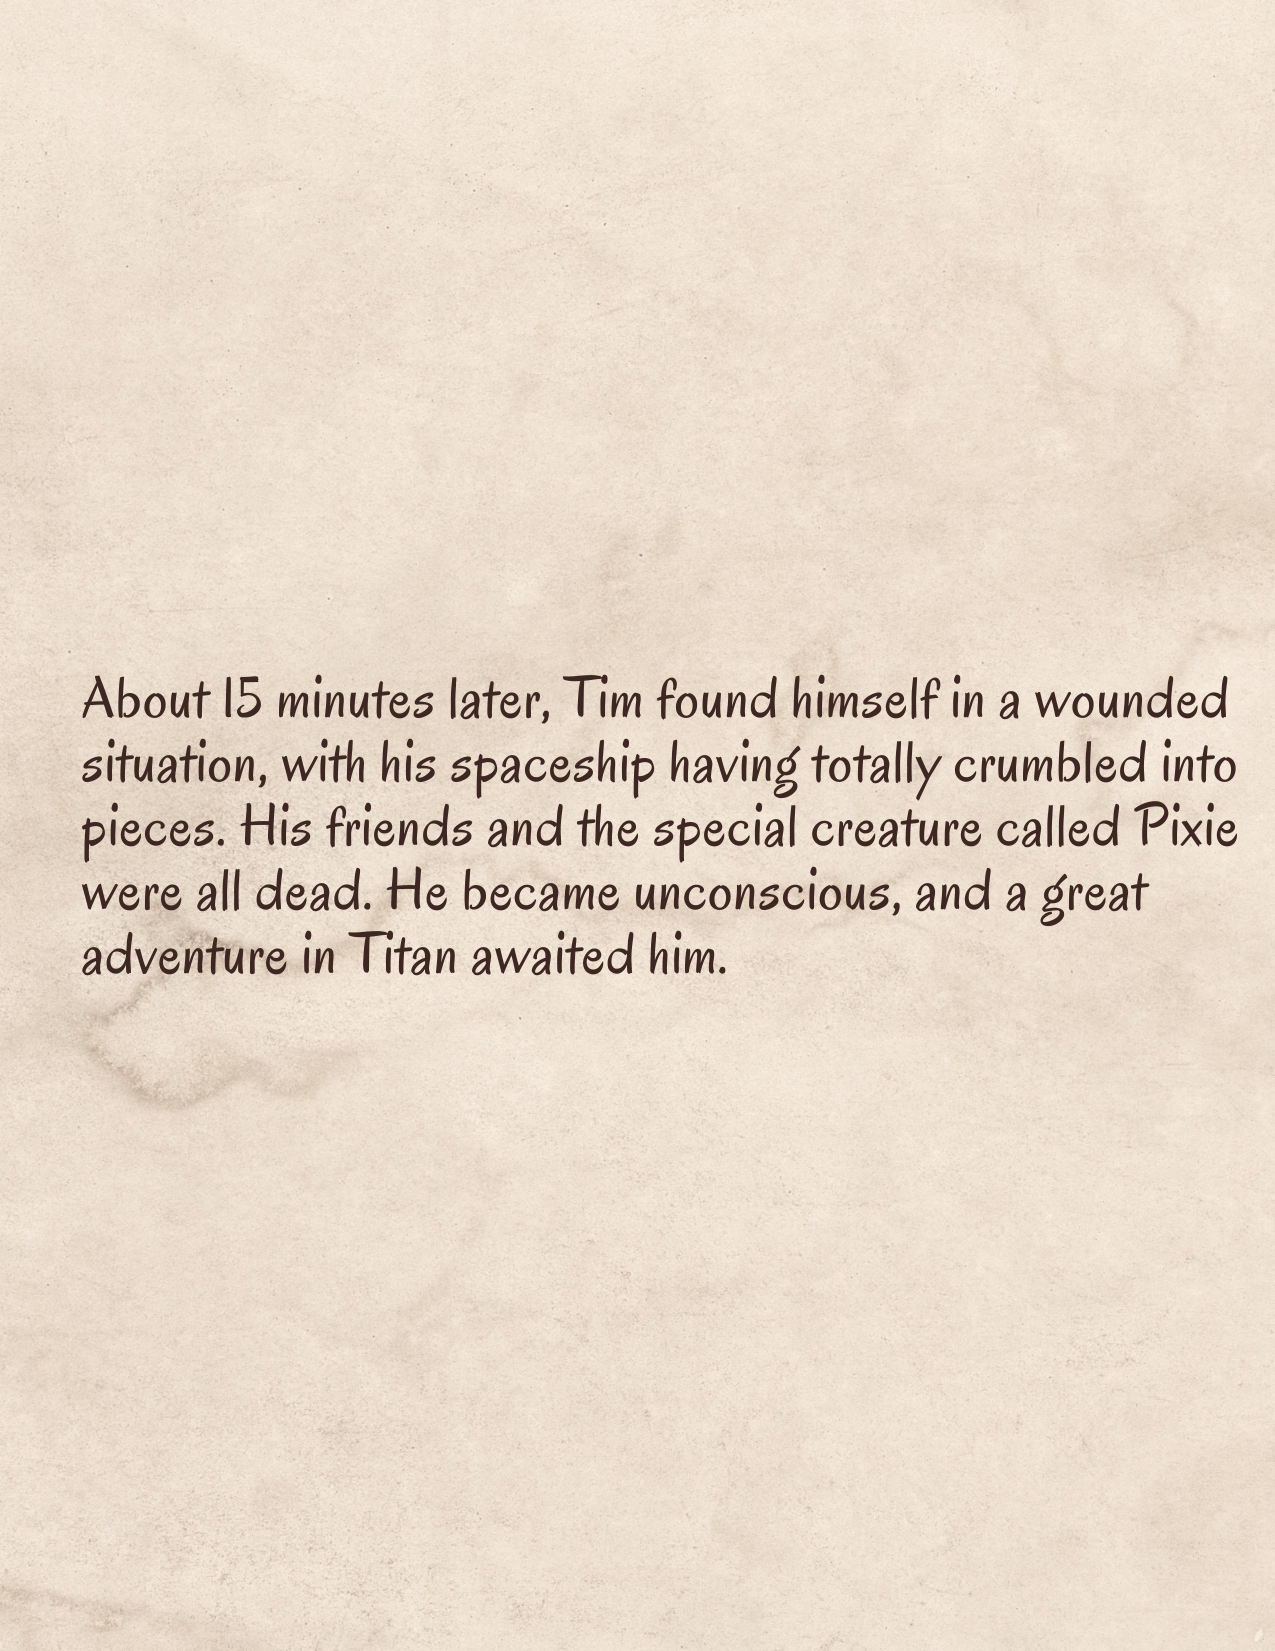 About 15 minutes later, Tim found himself in a wounded
situation, with his spaceship having totally crumbled into
pieces. His friends and the special creature called Pixie
were all dead. He became unconscious, and a great
adventure in Titan awaited him.